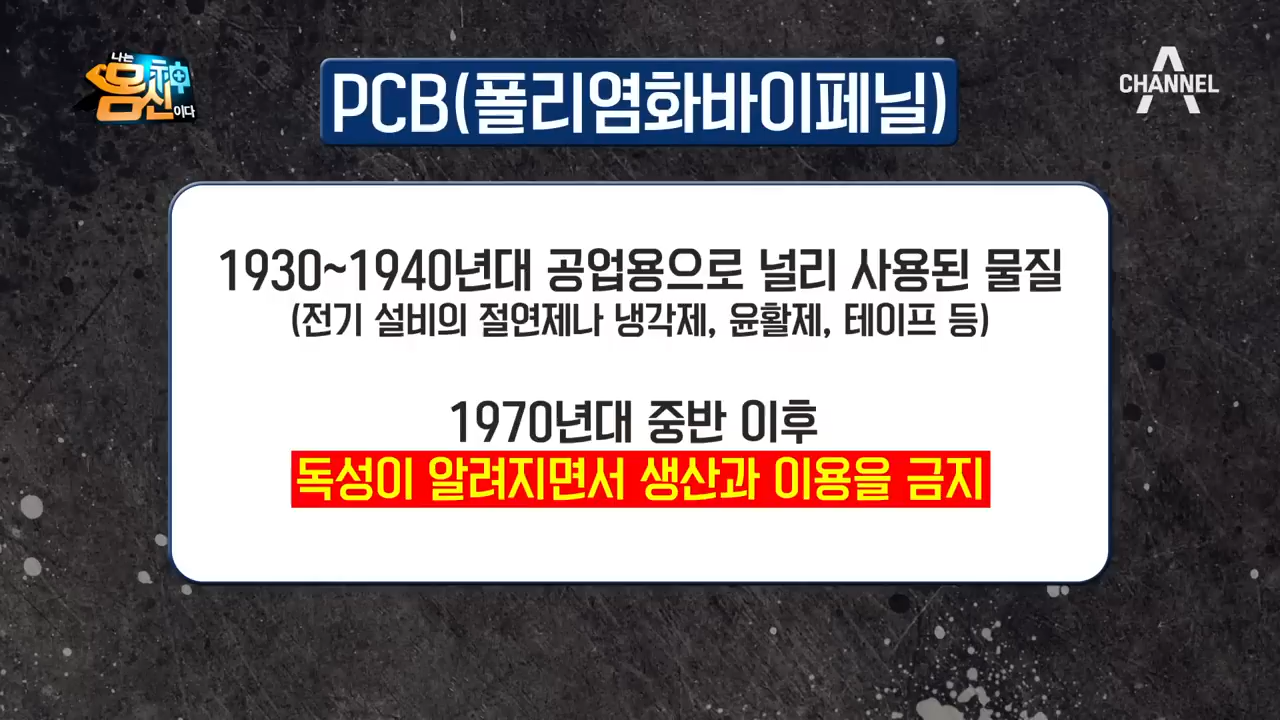 나는
몸신神이다
PCB(폴리염화바이페닐)
CHANNEL A
1930~1940년대 공업용으로 널리 사용된 물질
(전기 설비의 절연제나 냉각제, 윤활제, 테이프 등)
1970년대 중반 이후
독성이 알려지면서 생산과 이용을 금지